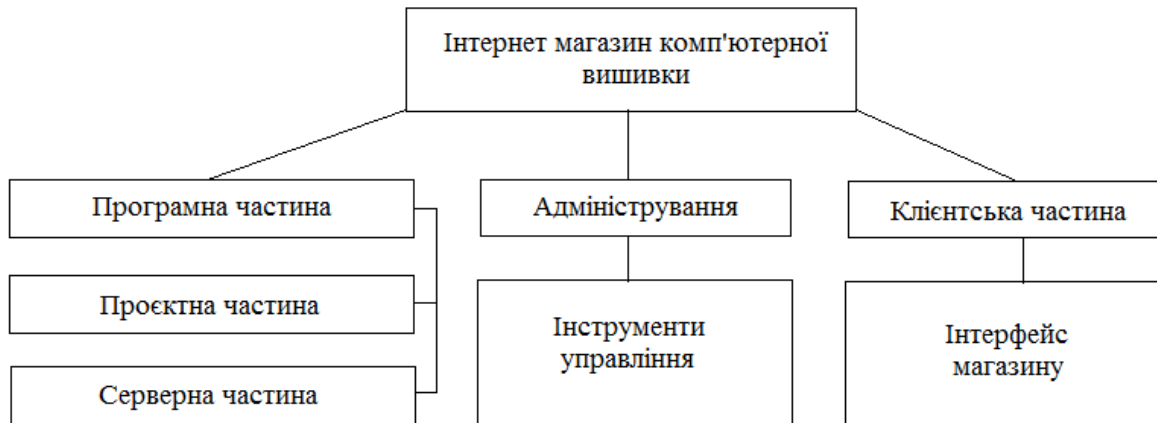 Інтернет магазин комп'ютерної
вишивки
Програмна частина
Адміністрування
Клієнтська частина
Проєктна частина
Інструменти
управління
Інтерфейс
магазину
Серверна частина